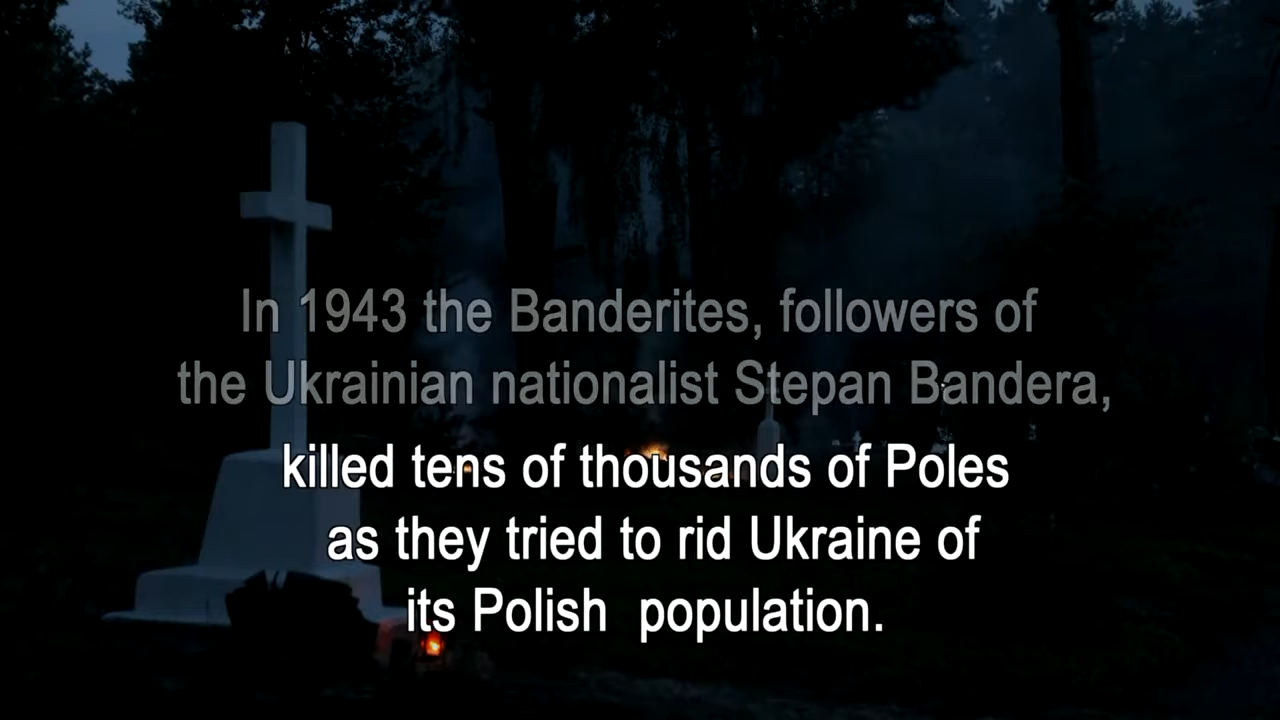 In 1943 the Banderites, followers of
the Ukrainian nationalist Stepan Bandera,
killed tens of thousands of Poles
as they tried to rid Ukraine of
its Polish  population.